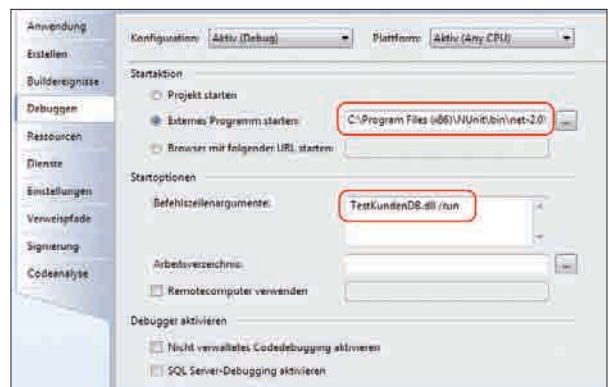 Anwendung
Erstellen
Buildereignisse
Debuggen
Ressourcen
Dienste
Einstellungen
Verweispfade
Signierung
Codeanalyse
Konfiguration: Aktiv (Debug) Plattform: Aktiv (Any CPU)
Startaktion
Projekt starten
Externes Programm starten: C:\Program Files (x86)\NUnit\bin\net-2.0\ ...
Browser mit folgender URL starten:
Startoptionen
Befehlszeilenargumente: TestKundenDB.dll /run
Arbeitsverzeichnis: ...
Remotecomputer verwenden
Debugger aktivieren
Nicht verwaltetes Codedebugging aktivieren
SQL Server-Debugging aktivieren